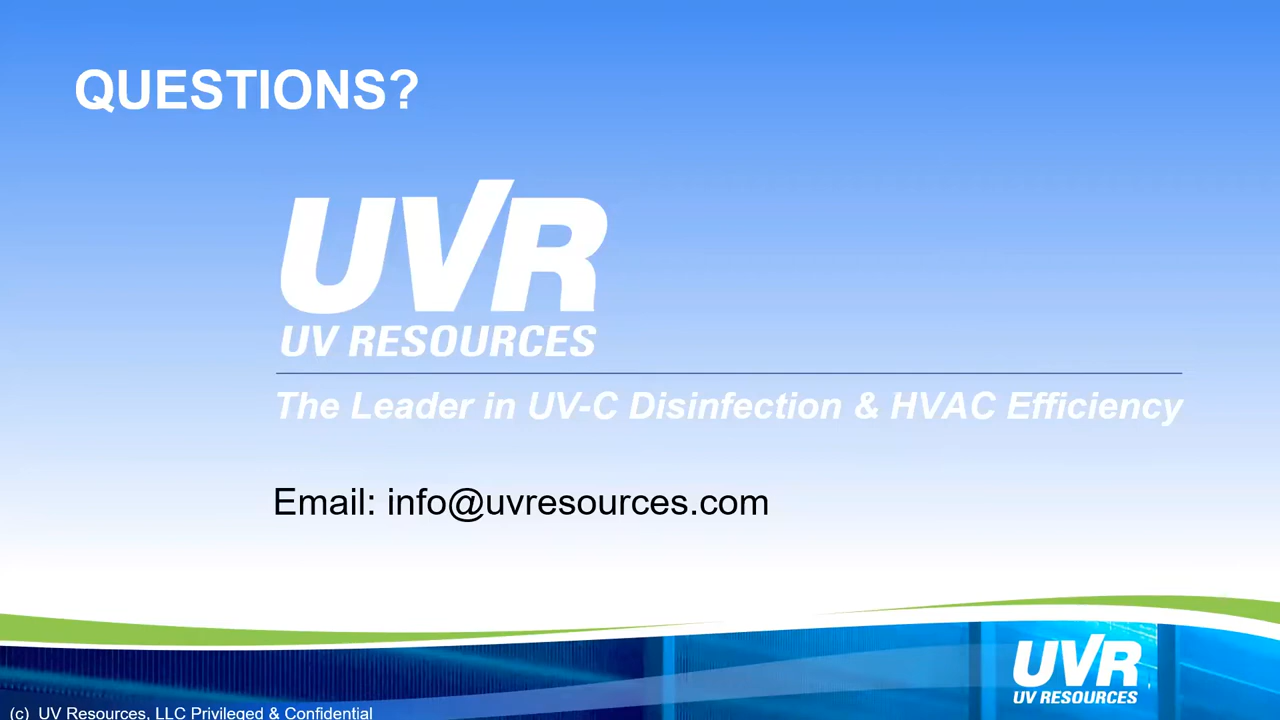 QUESTIONS?
UVR
UV RESOURCES
The Leader in UV-C Disinfection & HVAC Efficiency
Email: info@uvresources.com
UVR
UV RESOURCES
(c) UV Resources, LLC Privileged & Confidential